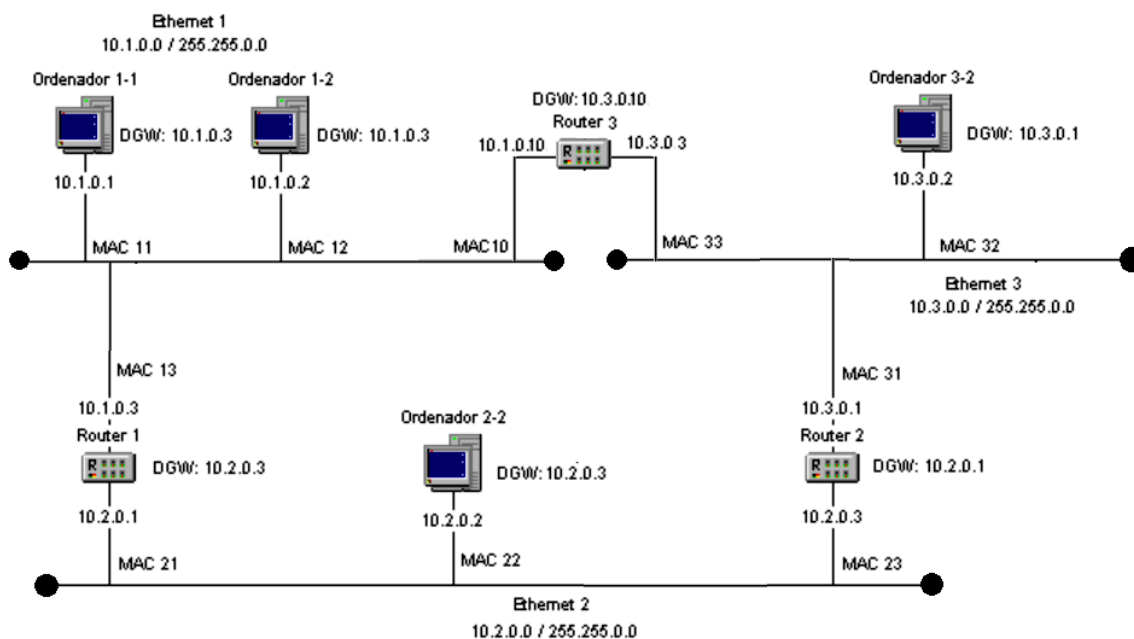 Ethernet 1
10.1.0.0 / 255.255.0.0
Ordenador 1-1
DGW: 10.1.0.3
10.1.0.1
MAC 11
Ordenador 1-2
DGW: 10.1.0.3
10.1.0.2
MAC 12
DGW: 10.3.0.10
Router 3
R
10.1.0.10
10.3.0 3
MAC10
MAC 33
Ordenador 3-2
DGW: 10.3.0.1
10.3.0.2
MAC 32
Ethernet 3
10.3.0.0 / 255.255.0.0
MAC 13
10.1.0.3
Router 1
R
DGW: 10.2.0.3
10.2.0.1
MAC 21
Ordenador 2-2
DGW: 10.2.0.3
10.2.0.2
MAC 22
MAC 31
10.3.0.1
Router 2
R
DGW: 10.2.0.1
10.2.0.3
MAC 23
Ethernet 2
10.2.0.0 / 255.255.0.0